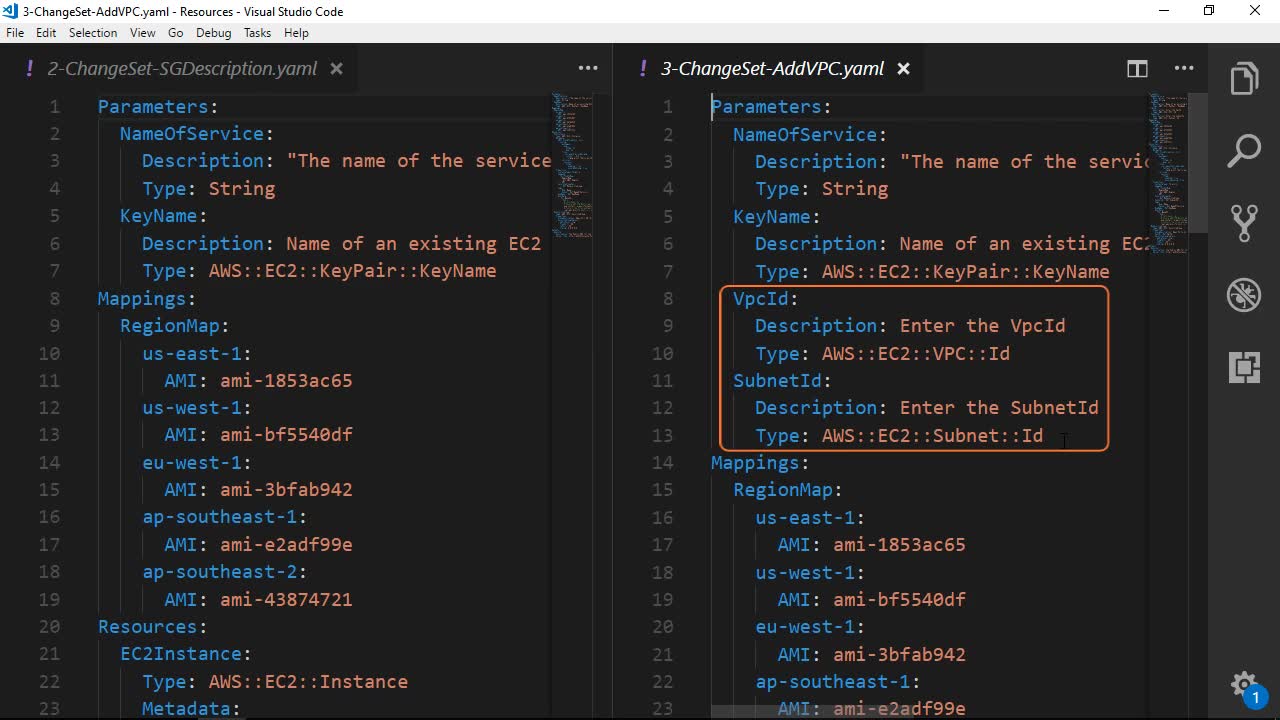 3-ChangeSet-AddVPC.yaml - Resources - Visual Studio Code
File Edit Selection View Go Debug Tasks Help
! 2-ChangeSet-SGDescription.yaml
1 Parameters:
2 NameOfService:
3 Description: "The name of the service
4 Type: String
5 KeyName:
6 Description: Name of an existing EC2
7 Type: AWS::EC2::KeyPair::KeyName
8 Mappings:
9 RegionMap:
10 us-east-1:
11 AMI: ami-1853ac65
12 us-west-1:
13 AMI: ami-bf5540df
14 eu-west-1:
15 AMI: ami-3bfab942
16 ap-southeast-1:
17 AMI: ami-e2adf99e
18 ap-southeast-2:
19 AMI: ami-43874721
20 Resources:
21 EC2Instance:
22 Type: AWS::EC2::Instance
23 Metadata:
! 3-ChangeSet-AddVPC.yaml
1 Parameters:
2 NameOfService:
3 Description: "The name of the servic
4 Type: String
5 KeyName:
6 Description: Name of an existing EC2
7 Type: AWS::EC2::KeyPair::KeyName
8 VpcId:
9 Description: Enter the VpcId
10 Type: AWS::EC2::VPC::Id
11 SubnetId:
12 Description: Enter the SubnetId
13 Type: AWS::EC2::Subnet::Id
14 Mappings:
15 RegionMap:
16 us-east-1:
17 AMI: ami-1853ac65
18 us-west-1:
19 AMI: ami-bf5540df
20 eu-west-1:
21 AMI: ami-3bfab942
22 ap-southeast-1:
23 AMI: ami-e2adf99e
1